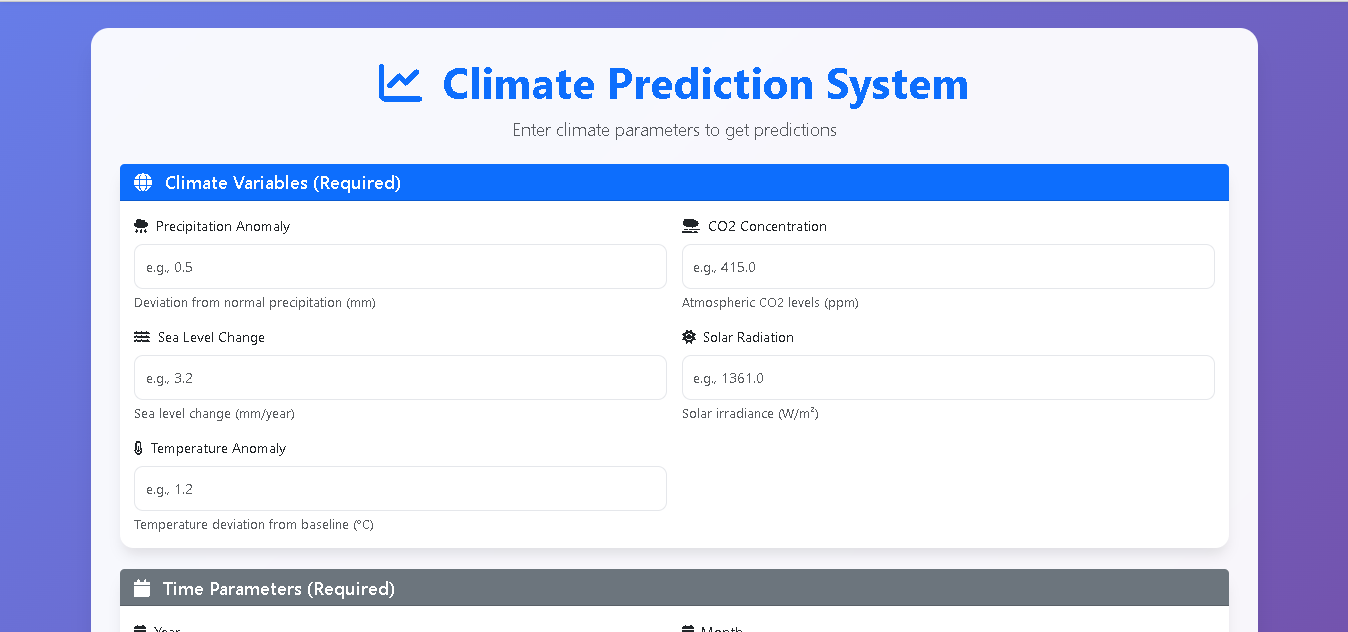 Climate Prediction System
Enter climate parameters to get predictions
Climate Variables (Required)
Precipitation Anomaly
CO2 Concentration
e.g., 0.5
e.g., 415.0
Deviation from normal precipitation (mm)
Atmospheric CO2 levels (ppm)
Sea Level Change
Solar Radiation
e.g., 3.2
e.g., 1361.0
Sea level change (mm/year)
Solar irradiance (W/m²)
Temperature Anomaly
e.g., 1.2
Temperature deviation from baseline (°C)
Time Parameters (Required)
Year
Month